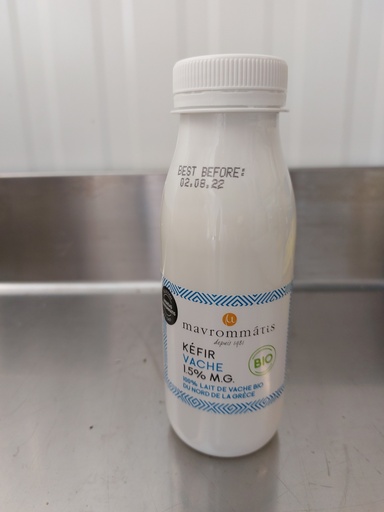 BEST BEFORE:
02.08.22
mavrommâtis
depuis 1981
KÉFIR
VACHE
1.5% M.G.
BIO
100% LAIT DE VACHE BIO
DU NORD DE LA GRÈCE